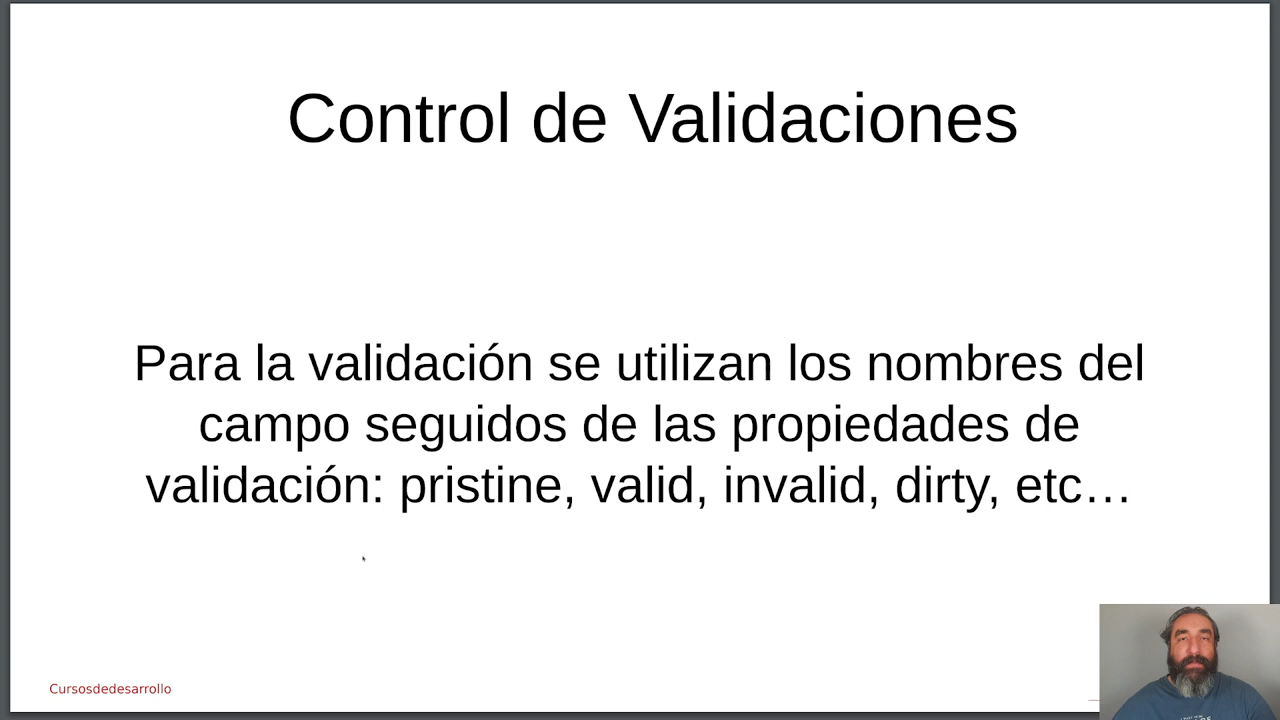 Control de Validaciones
Para la validación se utilizan los nombres del
campo seguidos de las propiedades de
validación: pristine, valid, invalid, dirty, etc…
Cursosdedesarrollo